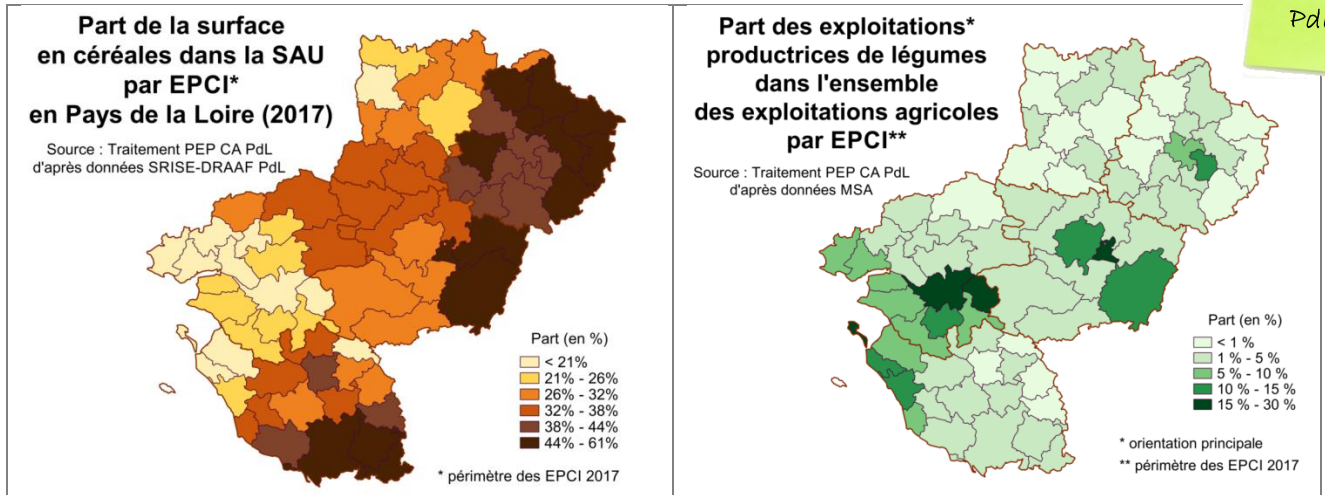 Part de la surface
en céréales dans la SAU
par EPCI*
en Pays de la Loire (2017)
Source : Traitement PEP CA PdL
d'après données SRISE-DRAAF PdL
Part (en %)
< 21%
21% - 26%
26% - 32%
32% - 38%
38% - 44%
44% - 61%
* périmètre des EPCI 2017
Part des exploitations*
productrices de légumes
dans l'ensemble
des exploitations agricoles
par EPCI**
Source : Traitement PEP CA PdL
d'après données MSA
Part (en %)
< 1 %
1 % - 5 %
5 % - 10 %
10 % - 15 %
15 % - 30 %
* orientation principale
** périmètre des EPCI 2017